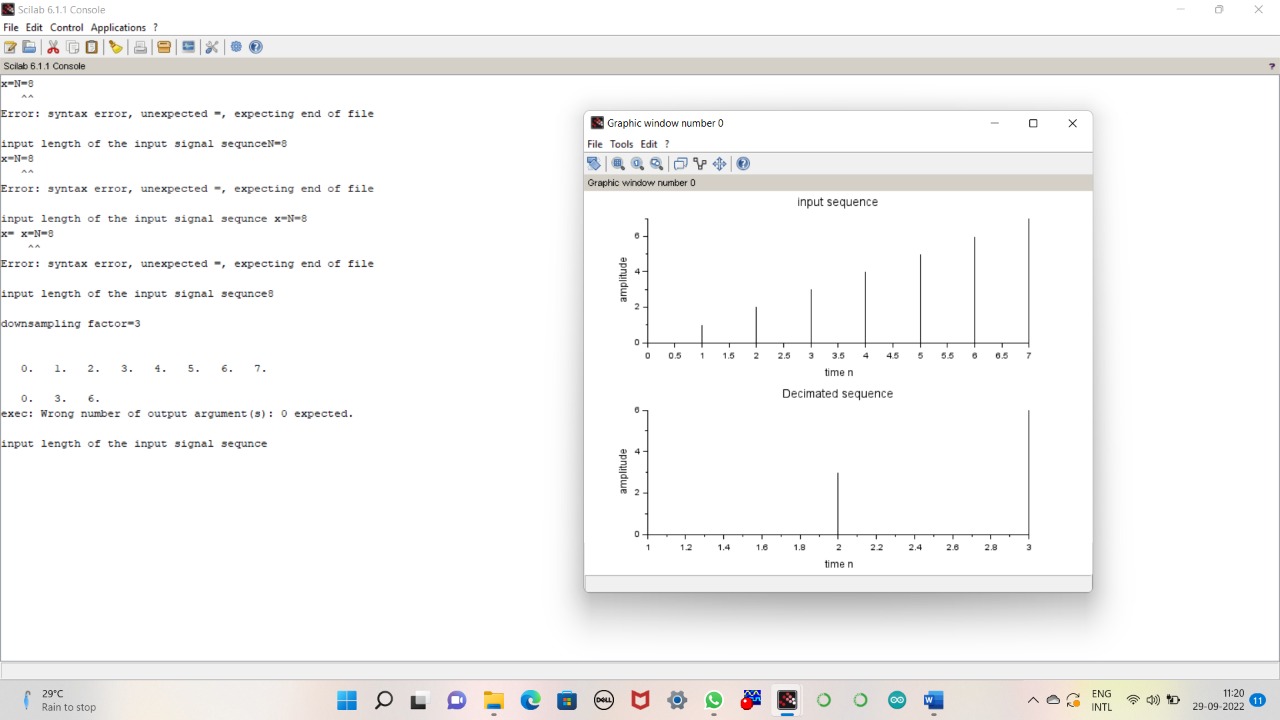 Scilab 6.1.1 Console
File Edit Control Applications ?
Scilab 6.1.1 Console ?
x=N=8
^^
Error: syntax error, unexpected =, expecting end of file
input length of the input signal sequnceN=8
x=N=8
^^
Error: syntax error, unexpected =, expecting end of file
input length of the input signal sequnce x=N=8
x= x=N=8
^^
Error: syntax error, unexpected =, expecting end of file
input length of the input signal sequnce8
downsampling factor=3
0. 1. 2. 3. 4. 5. 6. 7.
0. 3. 6.
exec: Wrong number of output argument(s): 0 expected.
input length of the input signal sequnce
Graphic window number 0
File Tools Edit ?
Graphic window number 0
input sequence
amplitude
6
4
2
0
0 0.5 1 1.5 2 2.5 3 3.5 4 4.5 5 5.5 6 6.5 7
time n
Decimated sequence
amplitude
6
4
2
0
1 1.2 1.4 1.6 1.8 2 2.2 2.4 2.6 2.8 3
time n
29°C
Rain to stop
DELL
W
ENG
INTL
11:20
29-09-2022
11